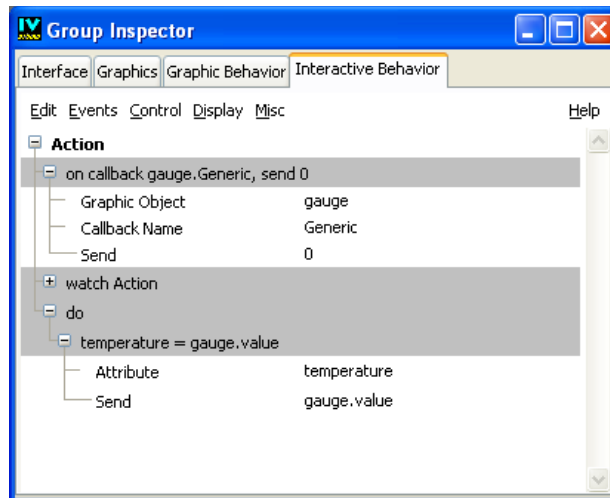 IV Group Inspector
Interface Graphics Graphic Behavior Interactive Behavior
Edit Events Control Display Misc Help
Action
on callback gauge.Generic, send 0
Graphic Object gauge
Callback Name Generic
Send 0
watch Action
do
temperature = gauge.value
Attribute temperature
Send gauge.value